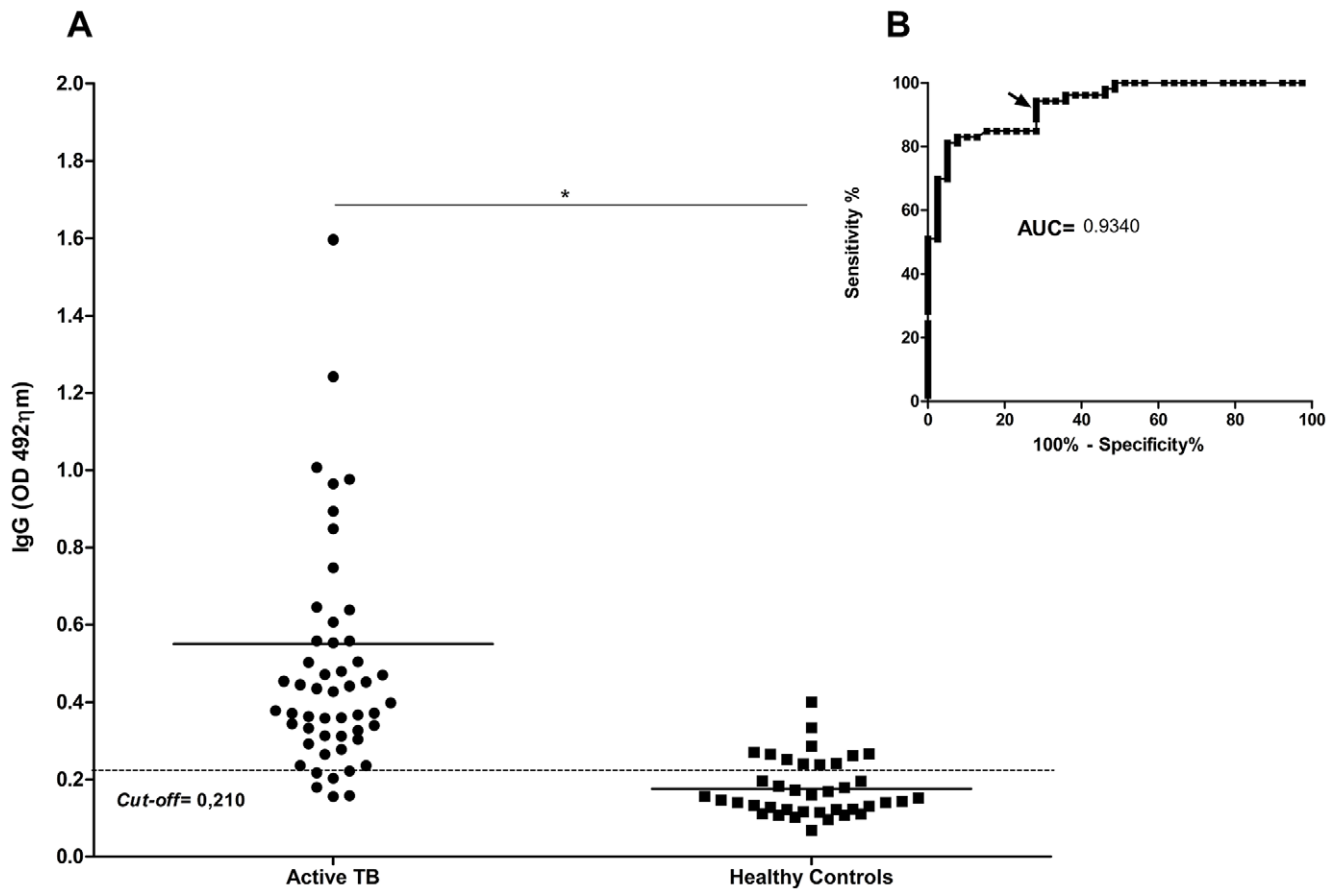 A
B
2.0
1.8
1.6
1.4
1.2
1.0
0.8
0.6
0.4
0.2
0.0
IgG (OD 492ηm)
*
Cut-off= 0,210
Active TB
Healthy Controls
100
80
60
40
20
0
Sensitivity %
AUC= 0.9340
0 20 40 60 80 100
100% - Specificity%